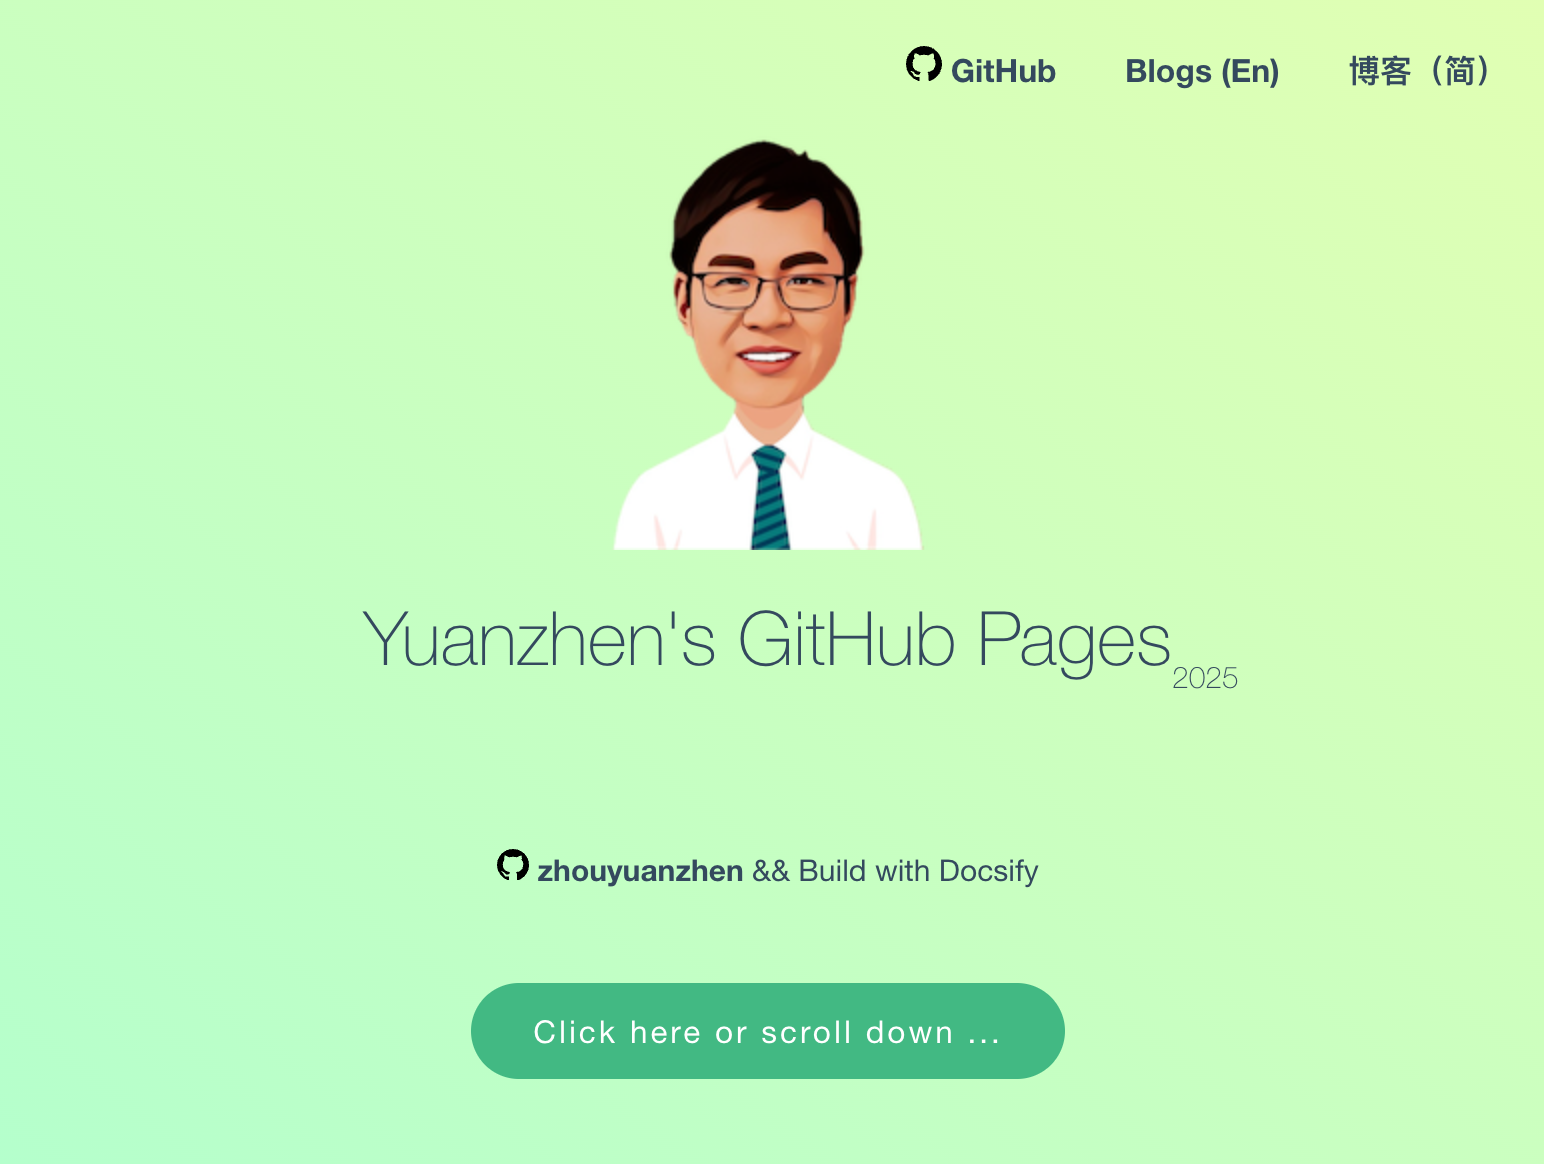 GitHub Blogs (En) 博客（简）
Yuanzhen's GitHub Pages 2025
zhouyuanzhen && Build with Docsify
Click here or scroll down ...